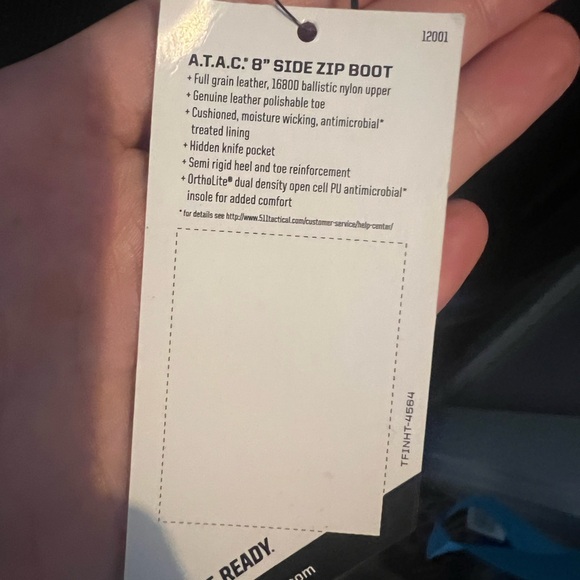 12001
A.T.A.C.® 8" SIDE ZIP BOOT
+ Full grain leather, 1680D ballistic nylon upper
+ Genuine leather polishable toe
+ Cushioned, moisture wicking, antimicrobial*
treated lining
+ Hidden knife pocket
+ Semi rigid heel and toe reinforcement
+ OrthoLite® dual density open cell PU antimicrobial*
insole for added comfort
* for details see http://www.511tactical.com/customer-service/help-center/
TFINHT-4564
READY.